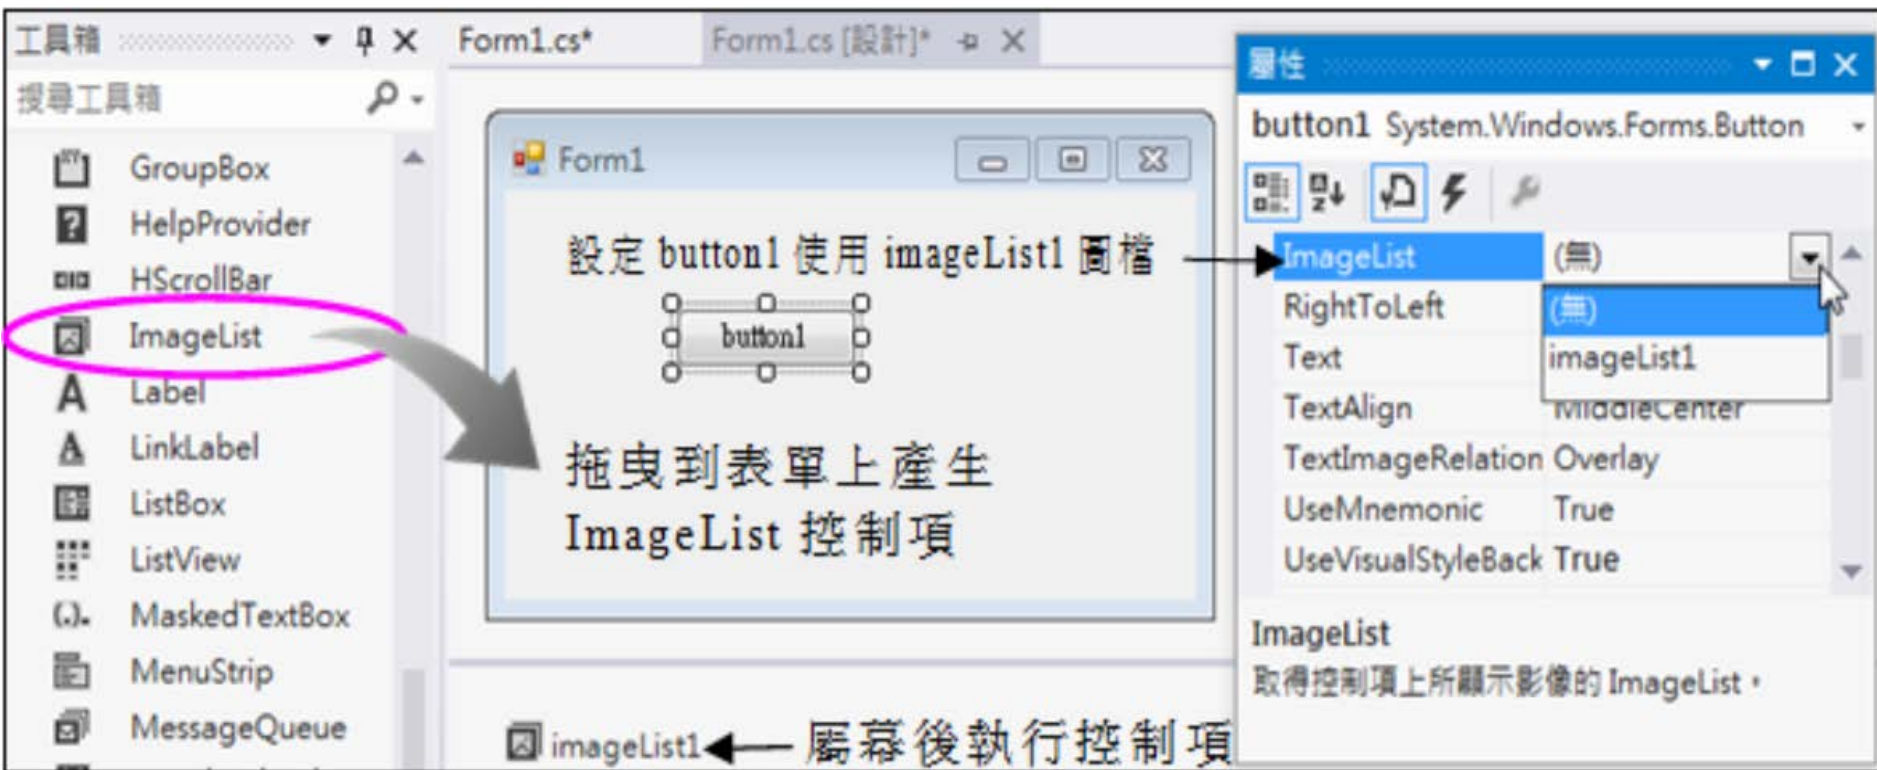 工具箱
搜尋工具箱
GroupBox
HelpProvider
HScrollBar
ImageList
Label
LinkLabel
ListBox
ListView
MaskedTextBox
MenuStrip
MessageQueue
Form1.cs*
Form1.cs [設計]*
Form1
設定 button1 使用 imageList1 圖檔
button1
拖曳到表單上產生
ImageList 控制項
imageList1
屬幕後執行控制項
屬性
button1 System.Windows.Forms.Button
ImageList (無)
RightToLeft (無)
Text imageList1
TextAlign MiddleCenter
TextImageRelation Overlay
UseMnemonic True
UseVisualStyleBack True
ImageList
取得控制項上所顯示影像的 ImageList。